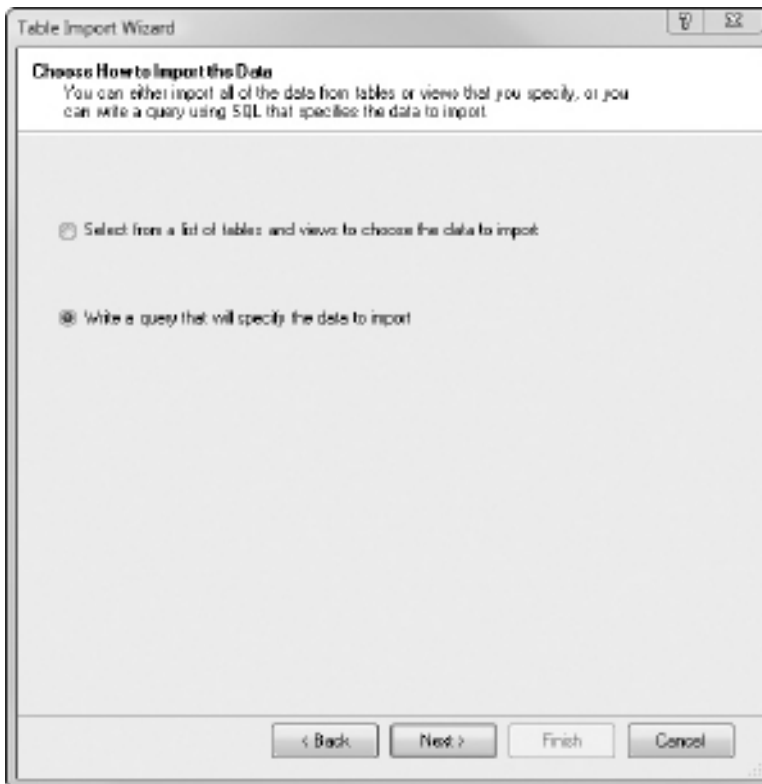 Table Import Wizard
Choose How to Import the Data
You can either import all of the data from tables or views that you specify, or you
can write a query using SQL that specifies the data to import.
Select from a list of tables and views to choose the data to import
Write a query that will specify the data to import
< Back
Next >
Finish
Cancel